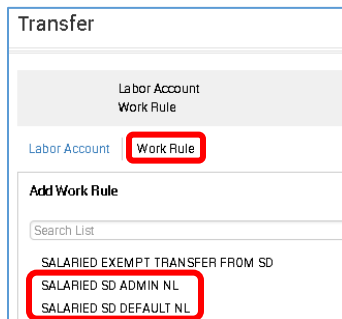 Transfer
Labor Account
Work Rule
Labor Account Work Rule
Add Work Rule
Search List
SALARIED EXEMPT TRANSFER FROM SD
SALARIED SD ADMIN NL
SALARIED SD DEFAULT NL